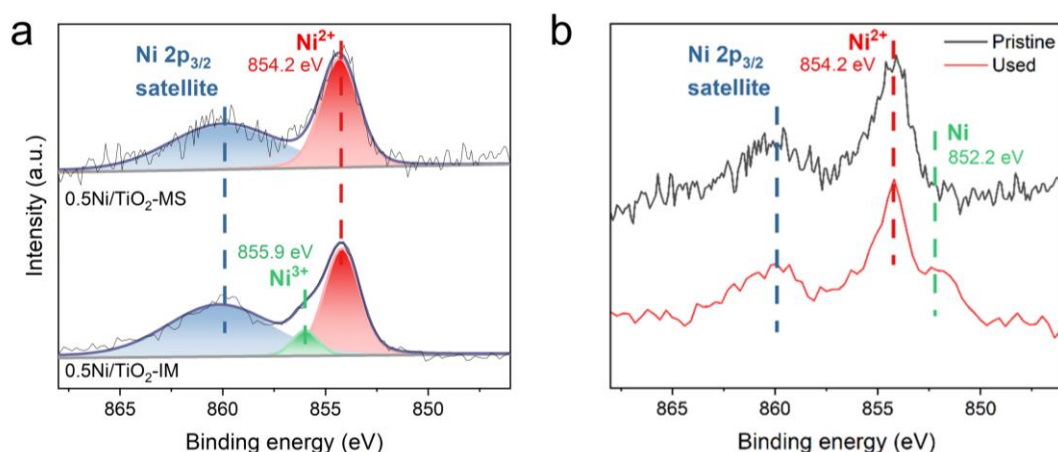 a
Ni 2p3/2
satellite
Ni2+
854.2 eV
0.5Ni/TiO2-MS
855.9 eV
Ni3+
0.5Ni/TiO2-IM
Intensity (a.u.)
865
860
855
850
Binding energy (eV)
b
Ni 2p3/2
satellite
Ni2+
854.2 eV
Pristine
Used
Ni
852.2 eV
865
860
855
850
Binding energy (eV)